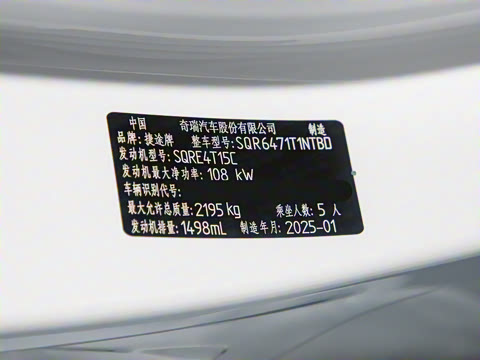 中国 奇瑞汽车股份有限公司 制造
品牌: 捷途牌 整车型号: SQR6471T1NTBD
发动机型号: SQRE4T15C
发动机最大净功率: 108 kW
车辆识别代号:
最大允许总质量: 2195 kg 乘坐人数: 5 人
发动机排量: 1498mL 制造年月: 2025-01